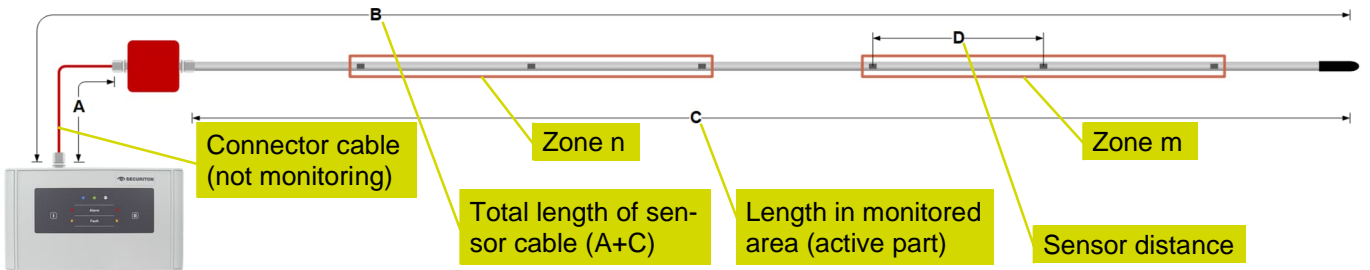 B
D
A
C
Connector cable
(not monitoring)
Zone n
Zone m
Total length of sen-
sor cable (A+C)
Length in monitored
area (active part)
Sensor distance
SECURITON
Alarm
Fault